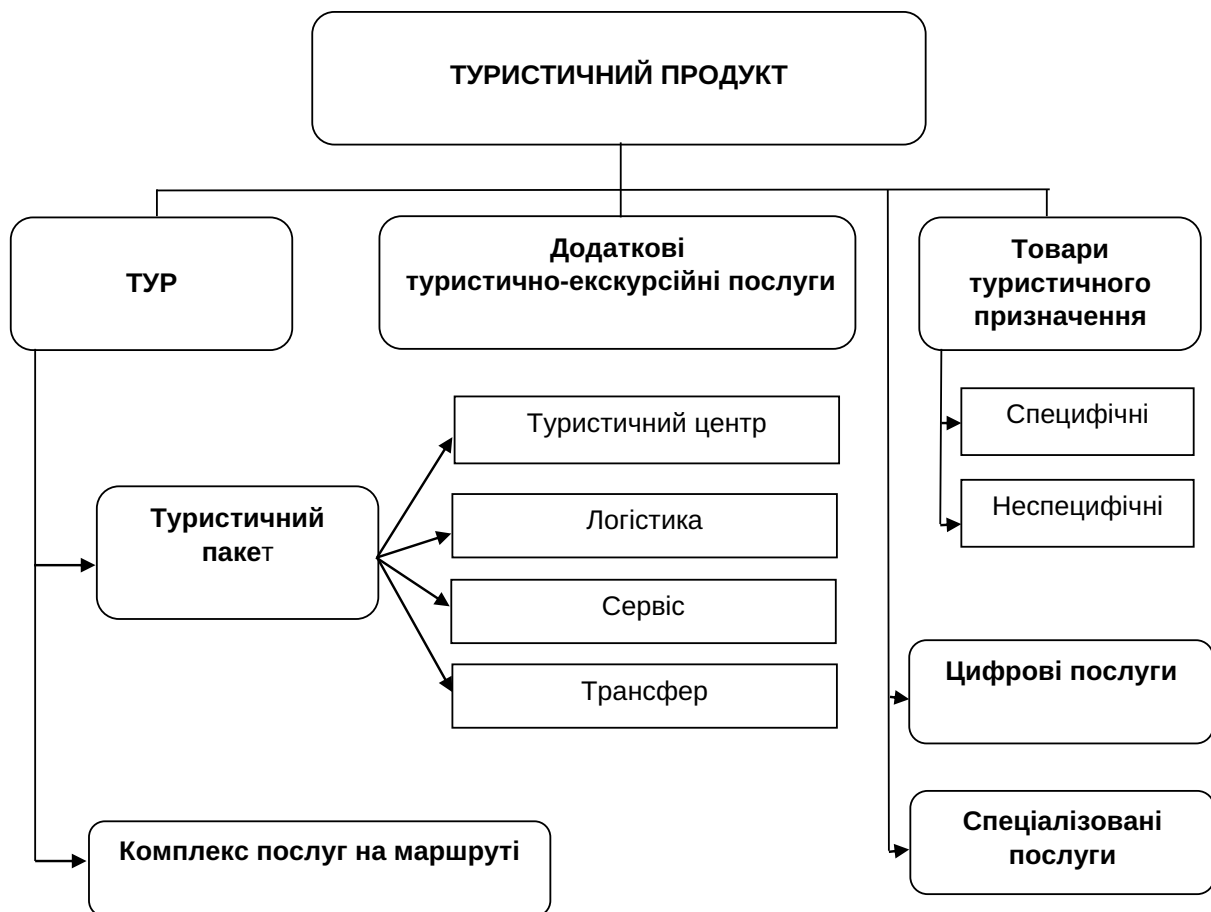 ТУРИСТИЧНИЙ ПРОДУКТ
ТУР
Додаткові
туристично-екскурсійні послуги
Товари
туристичного
призначення
Туристичний центр
Специфічні
Туристичний
пакет
Логістика
Неспецифічні
Сервіс
Трансфер
Цифрові послуги
Комплекс послуг на маршруті
Спеціалізовані
послуги